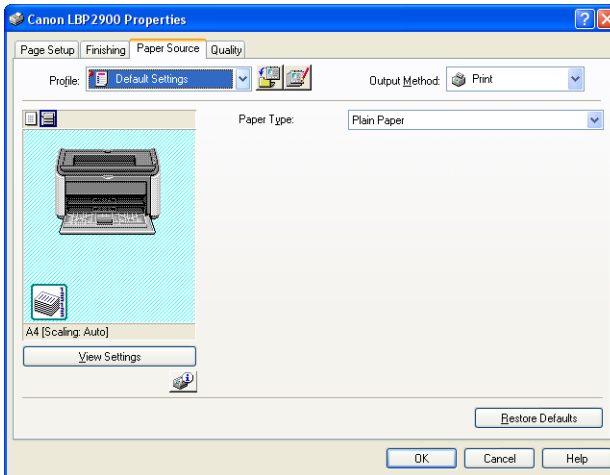 Canon LBP2900 Properties
Page Setup Finishing Paper Source Quality
Profile: Default Settings Output Method: Print
Paper Type: Plain Paper
A4 [Scaling: Auto]
View Settings
Restore Defaults
OK Cancel Help